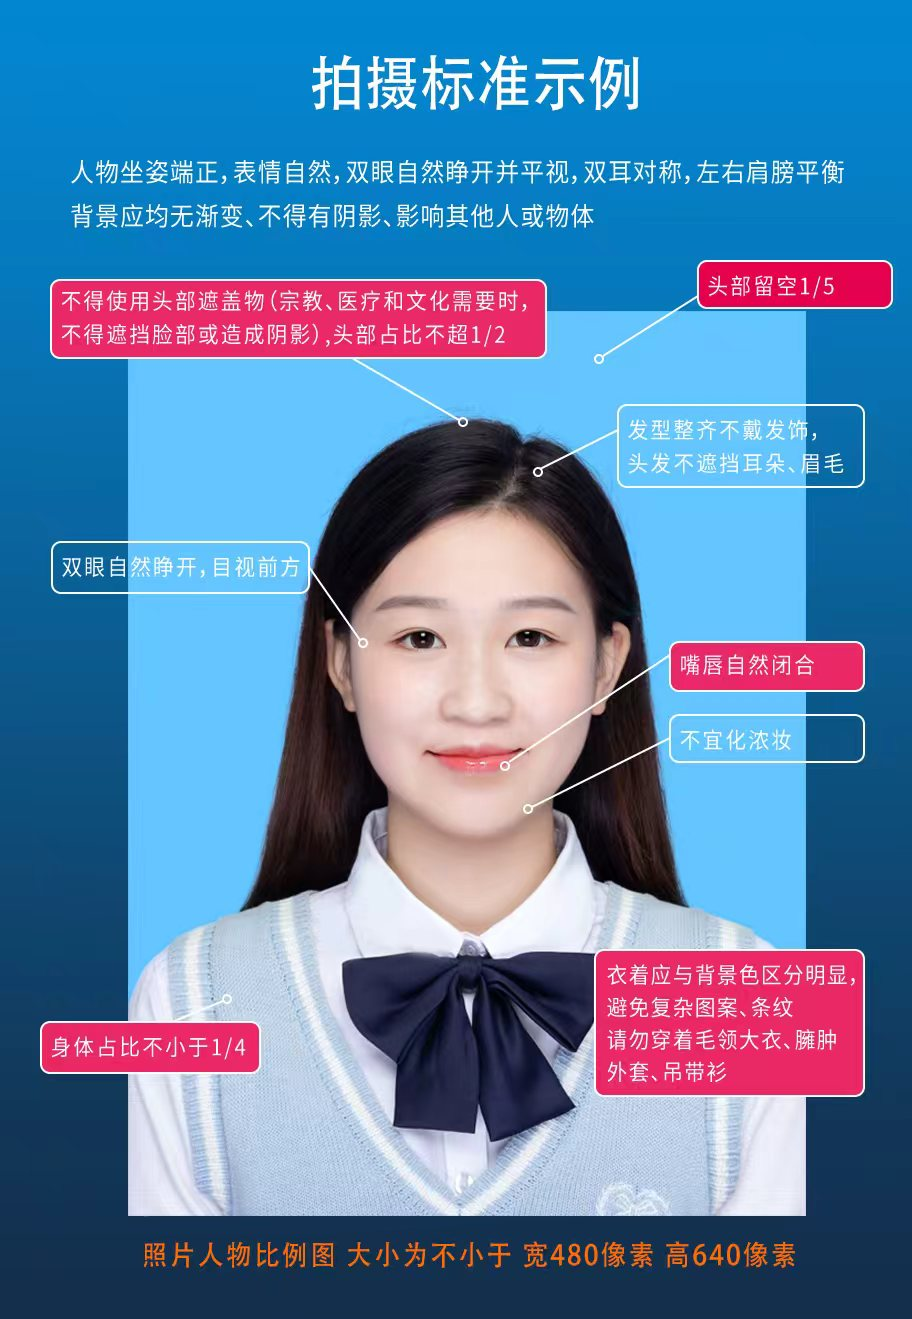 拍摄标准示例
人物坐姿端正,表情自然,双眼自然睁开并平视,双耳对称,左右肩膀平衡
背景应均无渐变、不得有阴影、影响其他人或物体
不得使用头部遮盖物(宗教、医疗和文化需要时,
不得遮挡脸部或造成阴影),头部占比不超1/2
头部留空1/5
发型整齐不戴发饰,
头发不遮挡耳朵、眉毛
双眼自然睁开,目视前方
嘴唇自然闭合
不宜化浓妆
衣着应与背景色区分明显,
避免复杂图案、条纹
请勿穿着毛领大衣、臃肿
外套、吊带衫
身体占比不小于1/4
照片人物比例图 大小为不小于 宽480像素 高640像素